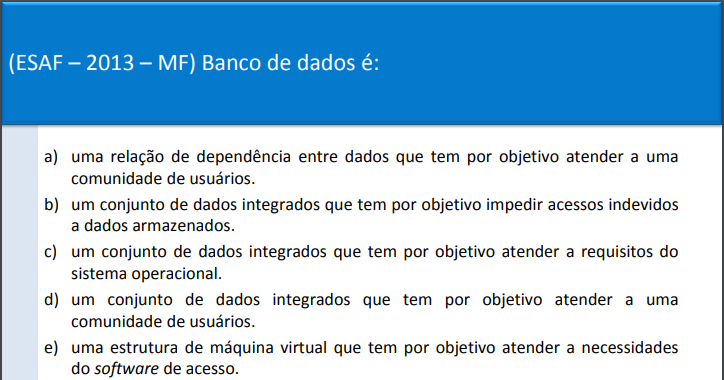 (ESAF – 2013 – MF) Banco de dados é:
a) uma relação de dependência entre dados que tem por objetivo atender a uma
comunidade de usuários.
b) um conjunto de dados integrados que tem por objetivo impedir acessos indevidos
a dados armazenados.
c) um conjunto de dados integrados que tem por objetivo atender a requisitos do
sistema operacional.
d) um conjunto de dados integrados que tem por objetivo atender a uma
comunidade de usuários.
e) uma estrutura de máquina virtual que tem por objetivo atender a necessidades
do software de acesso.